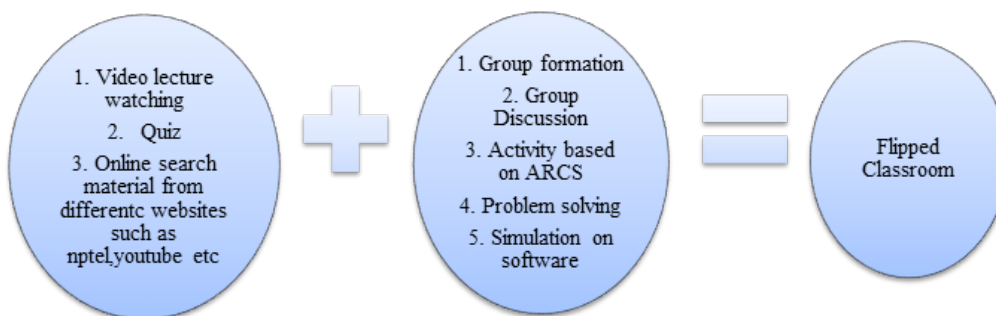 1. Video lecture
watching
2. Quiz
3. Online search
material from
differentc websites
such as
nptel,youtube etc
1. Group formation
2. Group
Discussion
3. Activity based
on ARCS
4. Problem solving
5. Simulation on
software
Flipped
Classroom